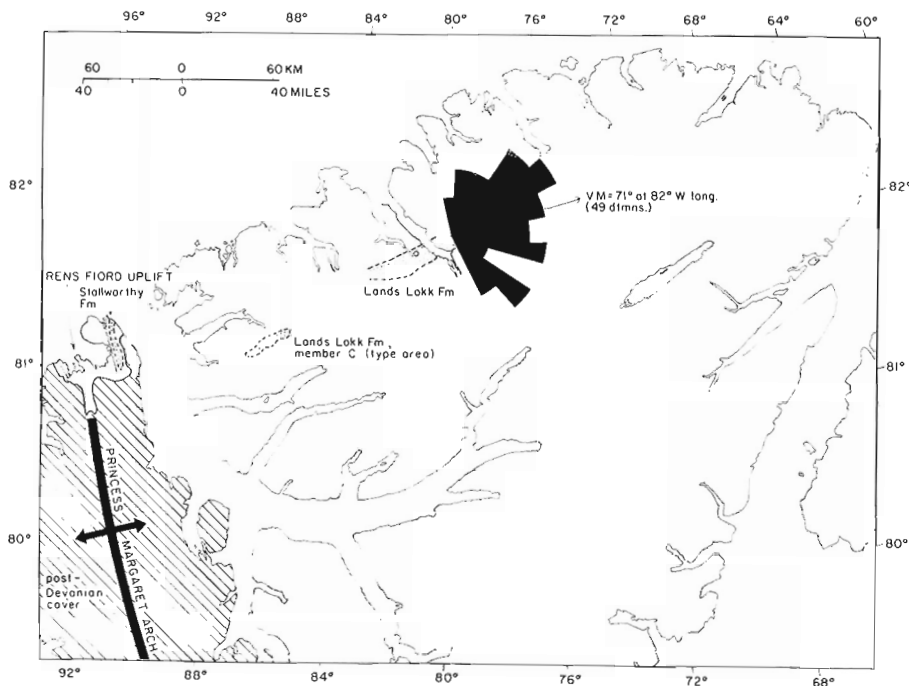 96° 92° 88° 84° 80° 76° 72° 68° 64° 60°
60 0 60 KM
40 0 40 MILES
82° 82°
VM = 71° at 82° W long.
(49 dtmns.)
RENS FIORD UPLIFT
Stallworthy
Fm
Lands Lokk Fm
Lands Lokk Fm,
member C (type area)
81° 81°
PRINCESS MARGARET ARCH
80° 80°
post-
Devonian
cover
92° 88° 84° 80° 76° 72° 68°